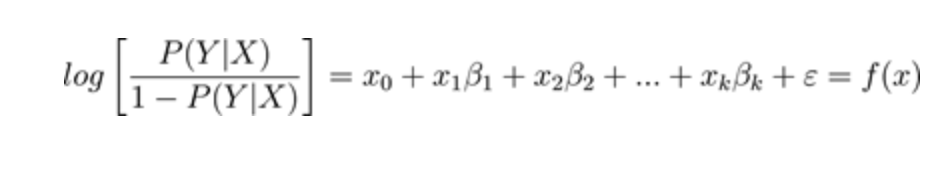 log [ P(Y|X) / 1 − P(Y|X) ] = x₀ + x₁β₁ + x₂β₂ + ... + xₖβₖ + ε = f(x)